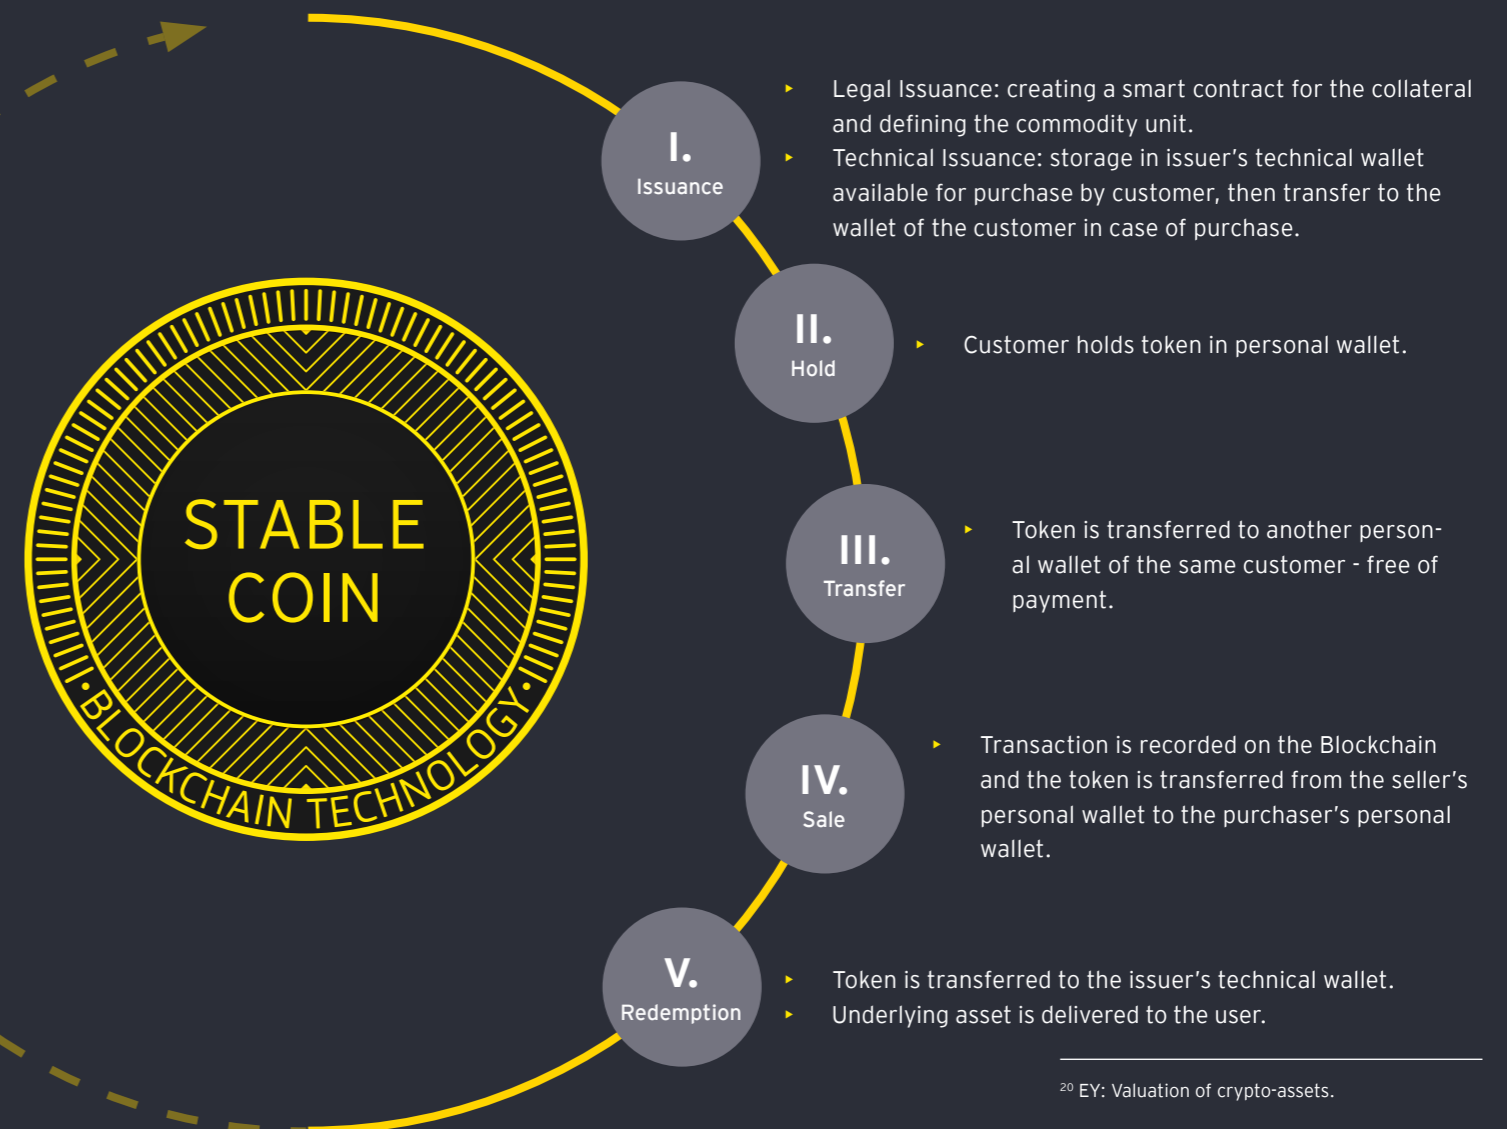 I.
Issuance
▸ Legal Issuance: creating a smart contract for the collateral
and defining the commodity unit.
▸ Technical Issuance: storage in issuer’s technical wallet
available for purchase by customer, then transfer to the
wallet of the customer in case of purchase.
II.
Hold
▸ Customer holds token in personal wallet.
STABLE
COIN
·BLOCKCHAIN TECHNOLOGY·
III.
Transfer
▸ Token is transferred to another person-
al wallet of the same customer - free of
payment.
IV.
Sale
▸ Transaction is recorded on the Blockchain
and the token is transferred from the seller’s
personal wallet to the purchaser’s personal
wallet.
V.
Redemption
▸ Token is transferred to the issuer’s technical wallet.
▸ Underlying asset is delivered to the user.
20 EY: Valuation of crypto-assets.